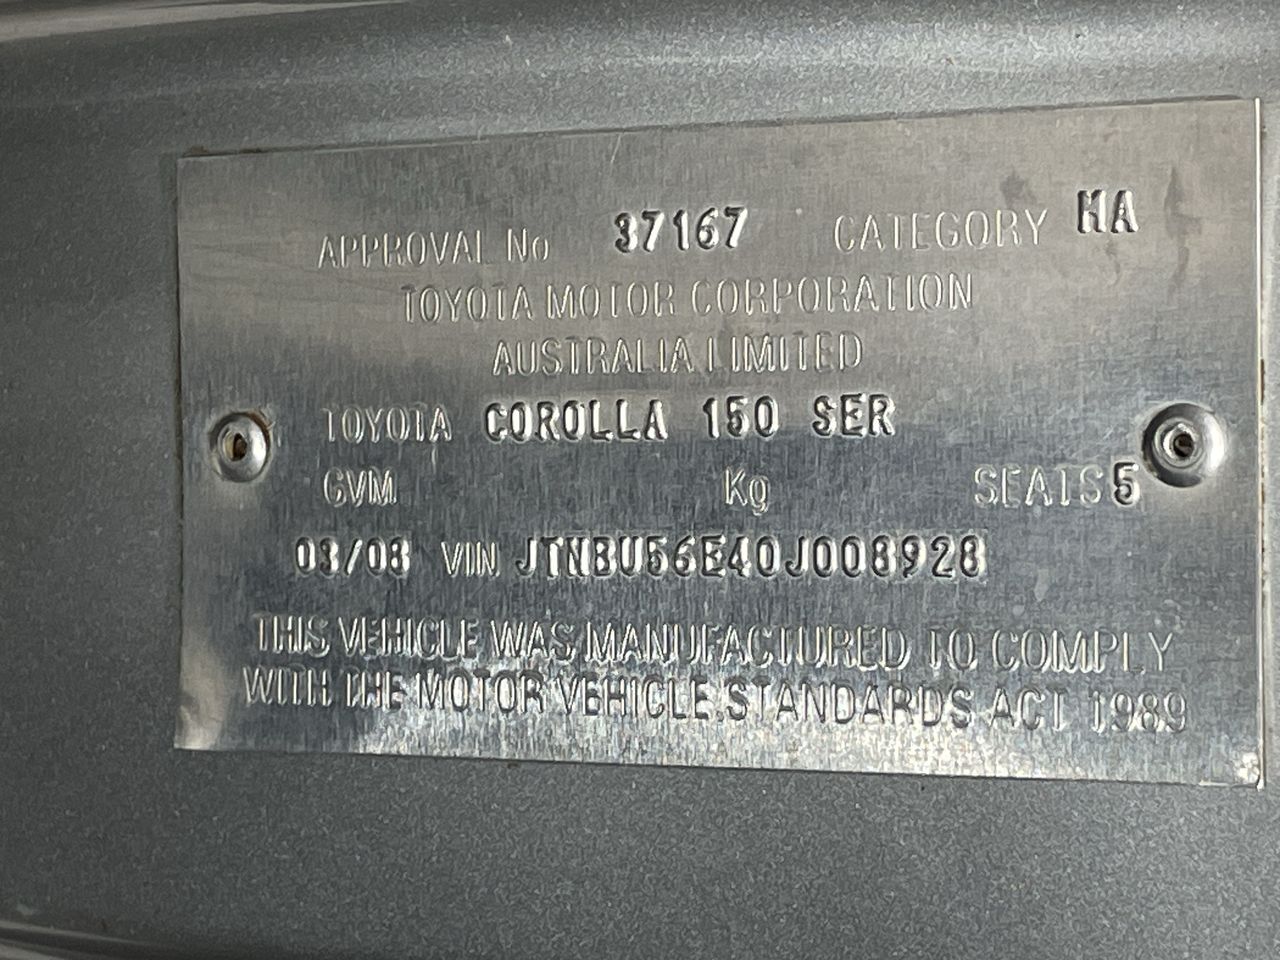 APPROVAL No 37167 CATEGORY MA
TOYOTA MOTOR CORPORATION
AUSTRALIA LIMITED
TOYOTA COROLLA 150 SER
GVM Kg SEATS 5
03/08 VIN JTNBU56E40J008928
THIS VEHICLE WAS MANUFACTURED TO COMPLY
WITH THE MOTOR VEHICLE STANDARDS ACT 1989